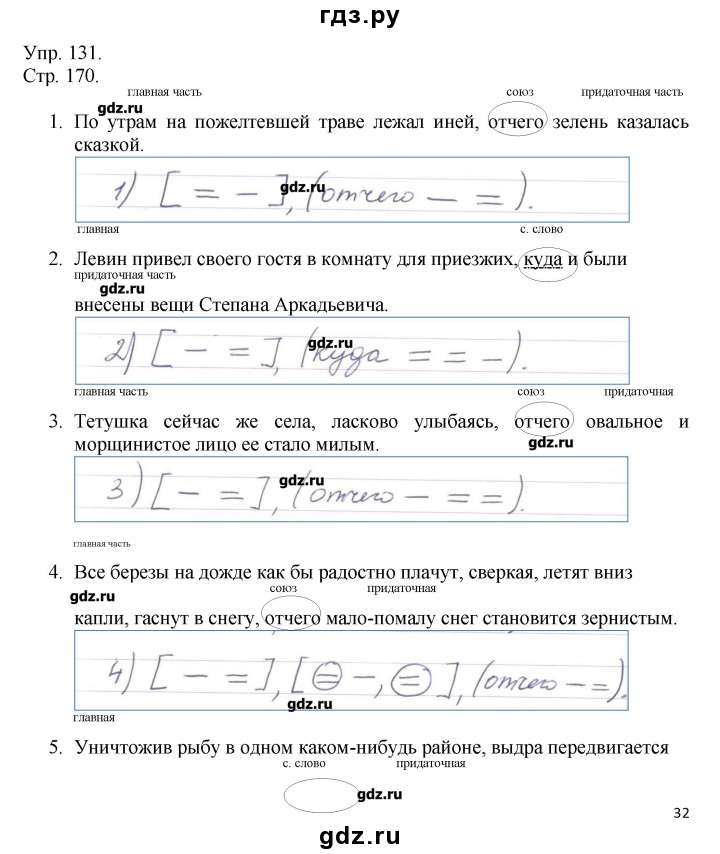 гдз.ру
Упр. 131.
Стр. 170.
главная часть союз придаточная часть
gdz.ru
1. По утрам на пожелтевшей траве лежал иней, отчего зелень казалась
сказкой.
1) [ = – ], (отчего – = ).
gdz.ru
главная с. слово
2. Левин привел своего гостя в комнату для приезжих, куда и были
придаточная часть
gdz.ru
внесены вещи Степана Аркадьевича.
2) [ – = ], (куда = = – ).
gdz.ru
главная часть союз придаточная
3. Тетушка сейчас же села, ласково улыбаясь, отчего овальное и
морщинистое лицо ее стало милым.
gdz.ru
3) [ – = ], (отчего – = = ).
gdz.ru
главная часть
4. Все березы на дожде как бы радостно плачут, сверкая, летят вниз
gdz.ru союз придаточная
капли, гаснут в снегу, отчего мало-помалу снег становится зернистым.
4) [ – = ], [ = –, = ], (отчего – = ).
gdz.ru
главная
5. Уничтожив рыбу в одном каком-нибудь районе, выдра передвигается
с. слово придаточная
gdz.ru
32
gdz.ru